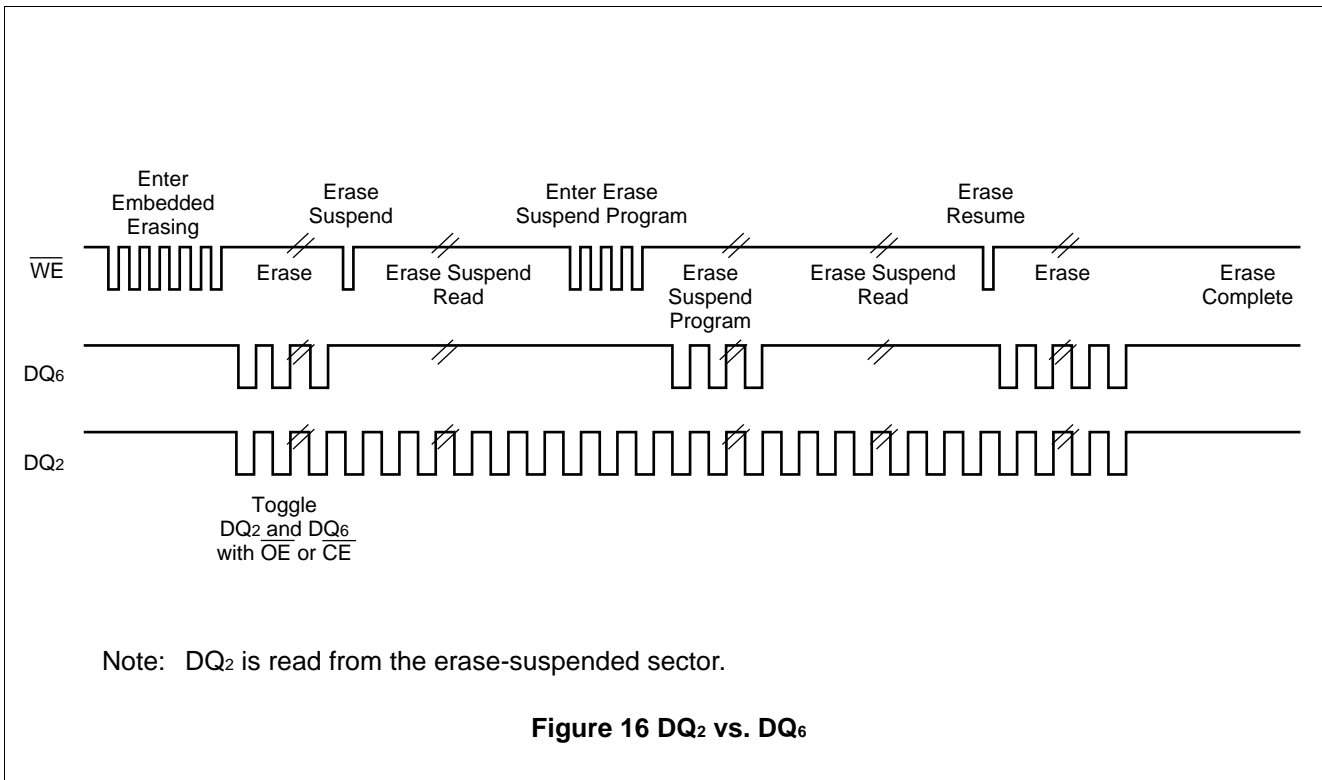 Enter
Embedded
Erasing
Erase
Suspend
Enter Erase
Suspend Program
Erase
Resume
WE
Erase
Erase Suspend
Read
Erase
Suspend
Program
Erase Suspend
Read
Erase
Erase
Complete
DQ6
DQ2
Toggle
DQ2 and DQ6
with OE or CE
Note: DQ2 is read from the erase-suspended sector.
Figure 16 DQ2 vs. DQ6